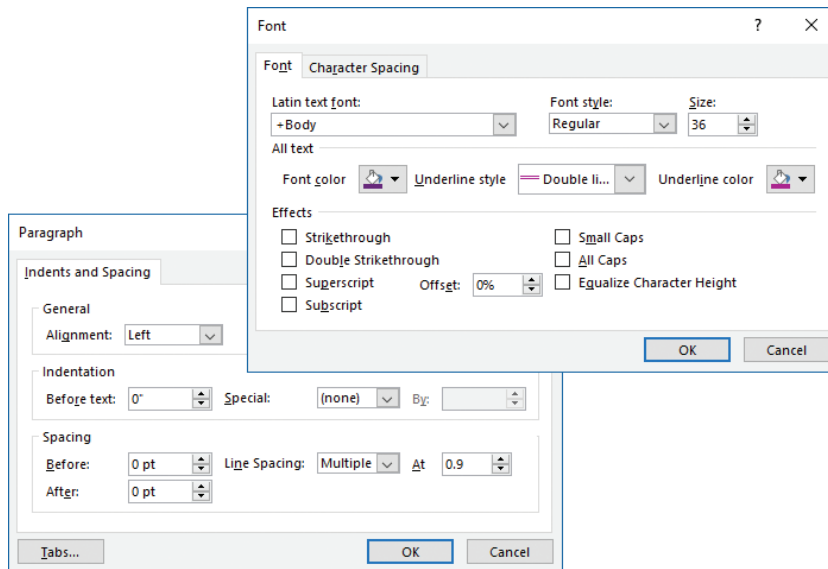 Font ?
Font Character Spacing
Latin text font: Font style: Size:
+Body Regular 36
All text
Font color Underline style Double li... Underline color
Effects
Strikethrough Small Caps
Double Strikethrough All Caps
Superscript Offset: 0% Equalize Character Height
Subscript
OK Cancel
Paragraph
Indents and Spacing
General
Alignment: Left
Indentation
Before text: 0" Special: (none) By:
Spacing
Before: 0 pt Line Spacing: Multiple At 0.9
After: 0 pt
Tabs... OK Cancel